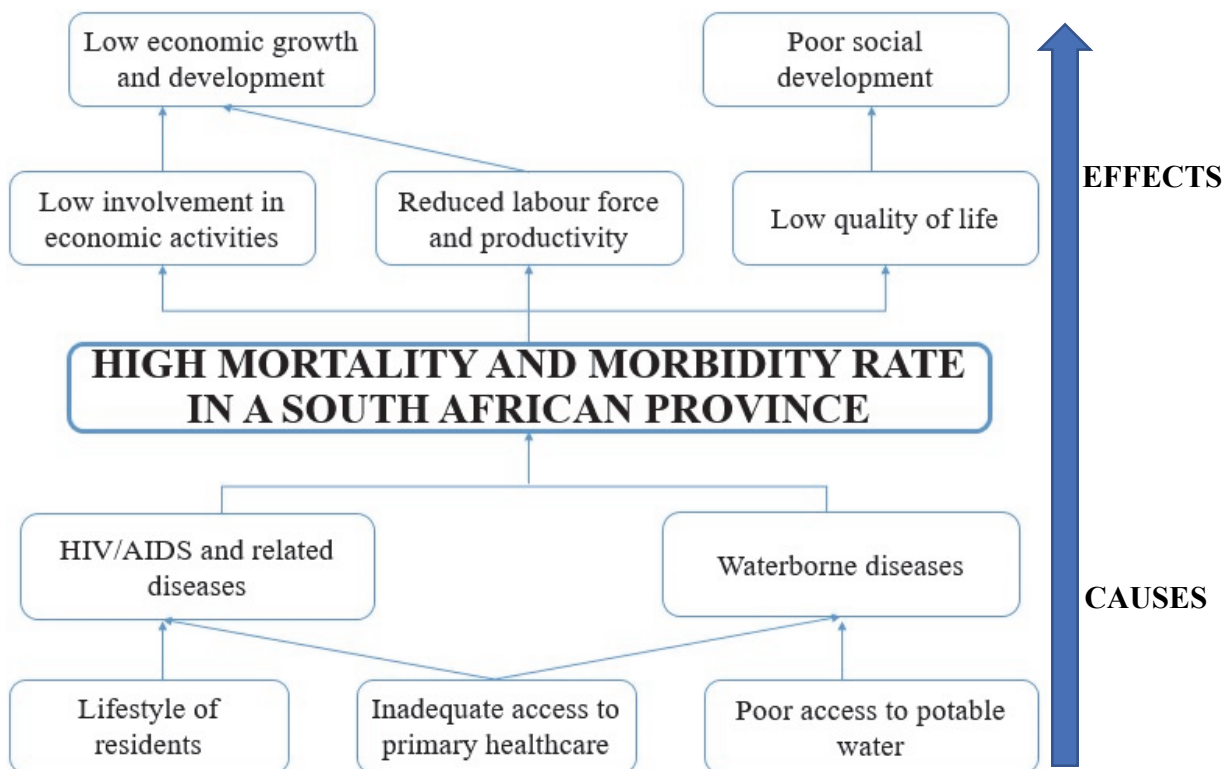 Low economic growth
and development
Poor social
development
Low involvement in
economic activities
Reduced labour force
and productivity
Low quality of life
EFFECTS
HIGH MORTALITY AND MORBIDITY RATE
IN A SOUTH AFRICAN PROVINCE
HIV/AIDS and related
diseases
Waterborne diseases
CAUSES
Lifestyle of
residents
Inadequate access to
primary healthcare
Poor access to potable
water